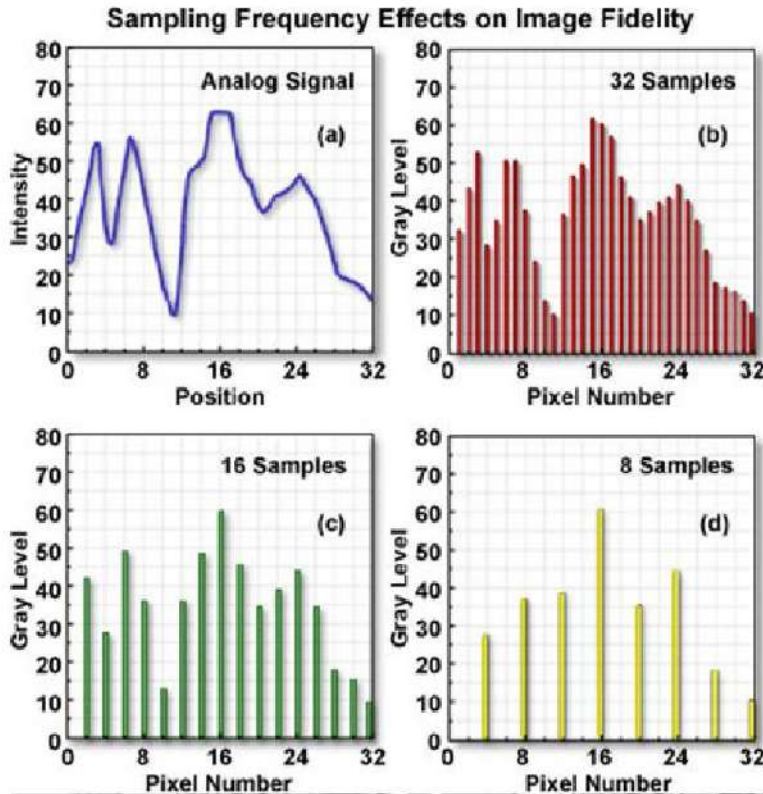 Sampling Frequency Effects on Image Fidelity
80
70
60
50
40
30
20
10
0
Intensity
Analog Signal
(a)
0 8 16 24 32
Position
80
70
60
50
40
30
20
10
0
Gray Level
32 Samples
(b)
0 8 16 24 32
Pixel Number
80
70
60
50
40
30
20
10
0
Gray Level
16 Samples
(c)
0 8 16 24 32
Pixel Number
80
70
60
50
40
30
20
10
0
Gray Level
8 Samples
(d)
0 8 16 24 32
Pixel Number